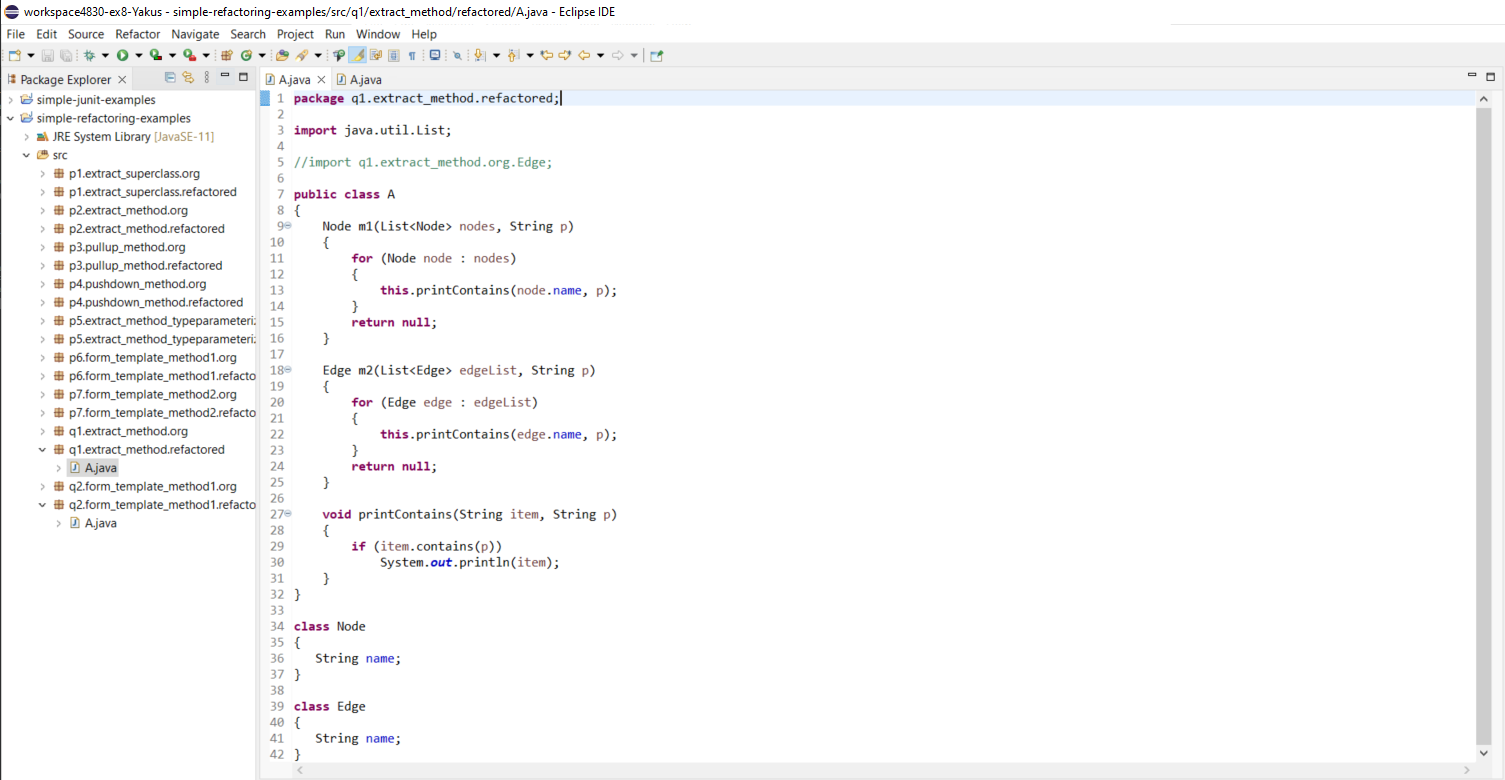 workspace4830-ex8-Yakus - simple-refactoring-examples/src/q1/extract_method/refactored/A.java - Eclipse IDE
File Edit Source Refactor Navigate Search Project Run Window Help
Package Explorer
simple-junit-examples
simple-refactoring-examples
JRE System Library [JavaSE-11]
src
p1.extract_superclass.org
p1.extract_superclass.refactored
p2.extract_method.org
p2.extract_method.refactored
p3.pullup_method.org
p3.pullup_method.refactored
p4.pushdown_method.org
p4.pushdown_method.refactored
p5.extract_method_typeparameteri
p5.extract_method_typeparameteri
p6.form_template_method1.org
p6.form_template_method1.refacto
p7.form_template_method2.org
p7.form_template_method2.refacto
q1.extract_method.org
q1.extract_method.refactored
A.java
q2.form_template_method1.org
q2.form_template_method1.refacto
A.java
A.java A.java
1 package q1.extract_method.refactored;
2
3 import java.util.List;
4
5 //import q1.extract_method.org.Edge;
6
7 public class A
8 {
9 Node m1(List<Node> nodes, String p)
10 {
11 for (Node node : nodes)
12 {
13 this.printContains(node.name, p);
14 }
15 return null;
16 }
17
18 Edge m2(List<Edge> edgeList, String p)
19 {
20 for (Edge edge : edgeList)
21 {
22 this.printContains(edge.name, p);
23 }
24 return null;
25 }
26
27 void printContains(String item, String p)
28 {
29 if (item.contains(p))
30 System.out.println(item);
31 }
32 }
33
34 class Node
35 {
36 String name;
37 }
38
39 class Edge
40 {
41 String name;
42 }